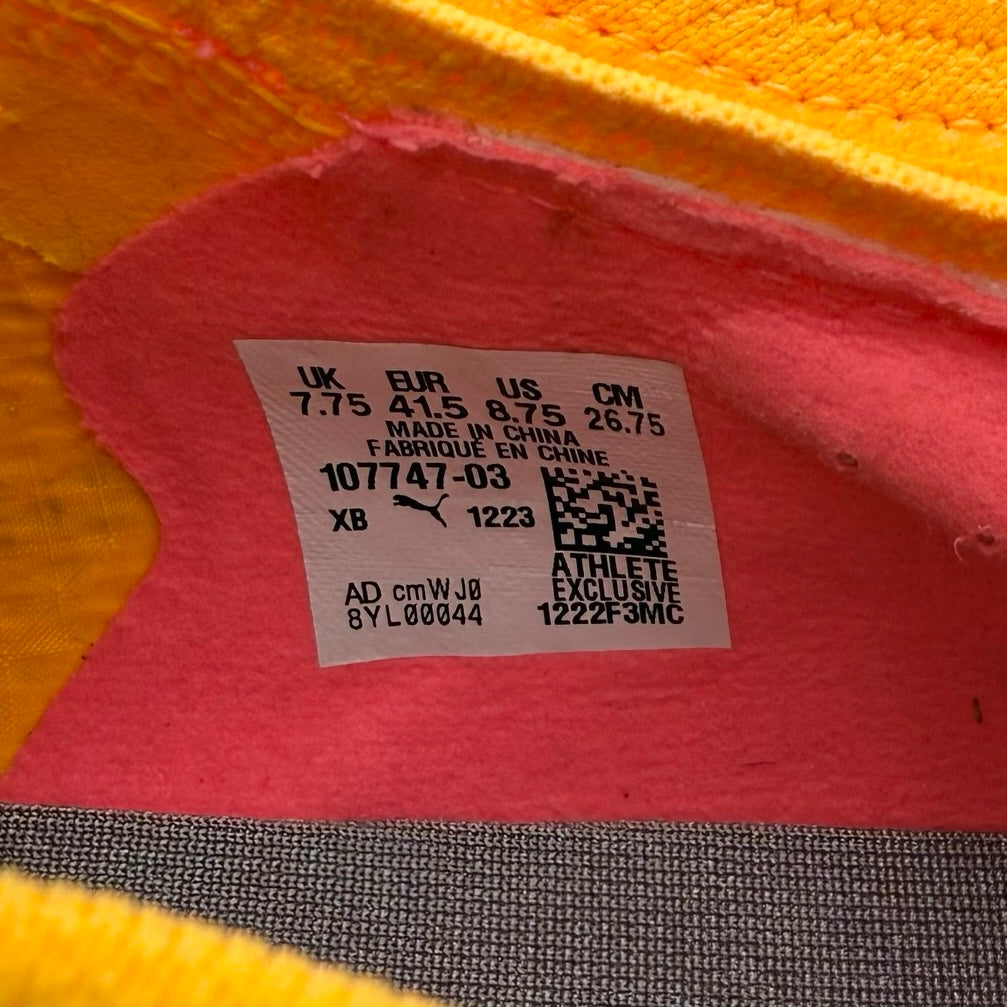 UK EUR US CM
7.75 41.5 8.75 26.75
MADE IN CHINA
FABRIQUÉ EN CHINE
107747-03
XB 1223
ATHLETE
EXCLUSIVE
AD cmWJ0
8YL00044
1222F3MC